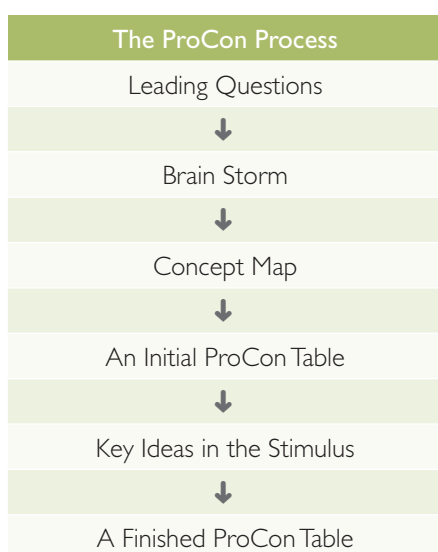 The ProCon Process
Leading Questions
Brain Storm
Concept Map
An Initial ProCon Table
Key Ideas in the Stimulus
A Finished ProCon Table